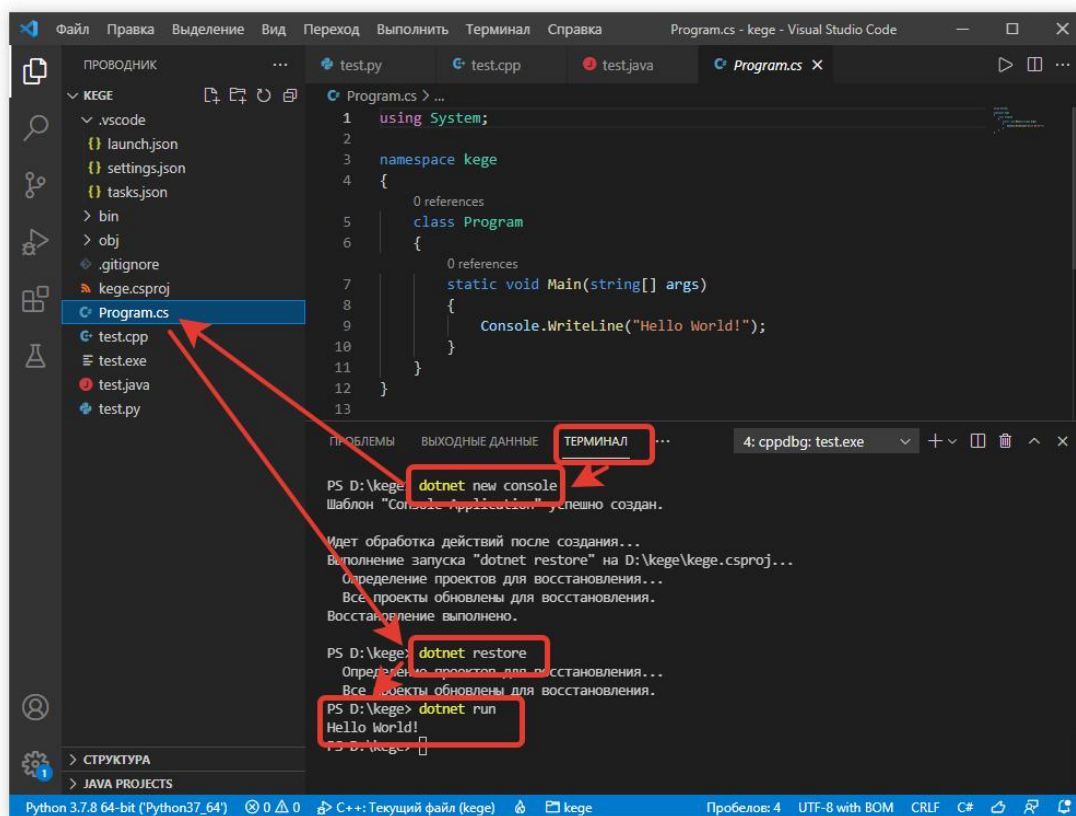 Файл Правка Выделение Вид Переход Выполнить Терминал Справка Program.cs - kege - Visual Studio Code
ПРОВОДНИК
KEGE
.vscode
launch.json
settings.json
tasks.json
bin
obj
.gitignore
kege.csproj
Program.cs
test.cpp
test.exe
test.java
test.py
СТРУКТУРА
JAVA PROJECTS
test.py test.cpp test.java Program.cs
Program.cs > ...
1 using System;
2
3 namespace kege
4 {
0 references
5 class Program
6 {
0 references
7 static void Main(string[] args)
8 {
9 Console.WriteLine("Hello World!");
10 }
11 }
12 }
13
ПРОБЛЕМЫ ВЫХОДНЫЕ ДАННЫЕ ТЕРМИНАЛ ... 4: cppdbg: test.exe
PS D:\kege> dotnet new console
Шаблон "Console Application" успешно создан.
Идет обработка действий после создания...
Выполнение запуска "dotnet restore" на D:\kege\kege.csproj...
Определение проектов для восстановления...
Все проекты обновлены для восстановления.
Восстановление выполнено.
PS D:\kege> dotnet restore
Определение проектов для восстановления...
Все проекты обновлены для восстановления.
PS D:\kege> dotnet run
Hello World!
PS D:\kege>
1
Python 3.7.8 64-bit ('Python37_64') 0 0 C++: Текущий файл (kege) kege Пробелов: 4 UTF-8 with BOM CRLF C#